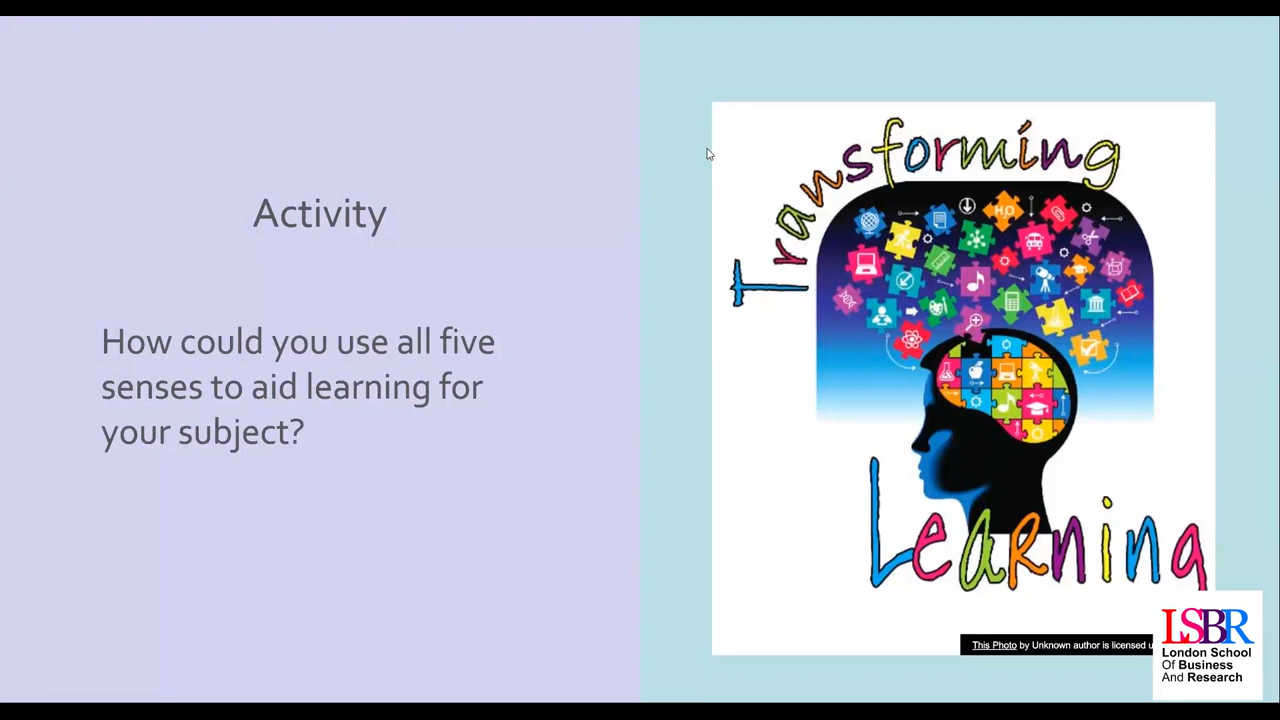 Activity
How could you use all five
senses to aid learning for
your subject?
Transforming
H₂O
Learning
This Photo by Unknown author is licensed u
LSBR
London School
Of Business
And Research